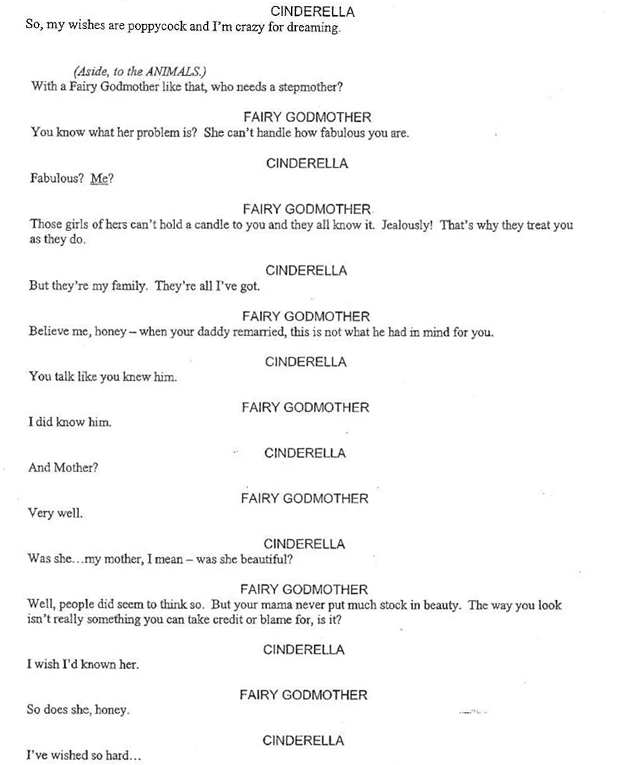 CINDERELLA
So, my wishes are poppycock and I'm crazy for dreaming.
(Aside, to the ANIMALS.)
With a Fairy Godmother like that, who needs a stepmother?
FAIRY GODMOTHER
You know what her problem is? She can't handle how fabulous you are.
CINDERELLA
Fabulous? Me?
FAIRY GODMOTHER
Those girls of hers can't hold a candle to you and they all know it. Jealously! That's why they treat you
as they do.
CINDERELLA
But they're my family. They're all I've got.
FAIRY GODMOTHER
Believe me, honey – when your daddy remarried, this is not what he had in mind for you.
CINDERELLA
You talk like you knew him.
FAIRY GODMOTHER
I did know him.
CINDERELLA
And Mother?
FAIRY GODMOTHER
Very well.
CINDERELLA
Was she…my mother, I mean – was she beautiful?
FAIRY GODMOTHER
Well, people did seem to think so. But your mama never put much stock in beauty. The way you look
isn't really something you can take credit or blame for, is it?
CINDERELLA
I wish I'd known her.
FAIRY GODMOTHER
So does she, honey.
CINDERELLA
I've wished so hard…